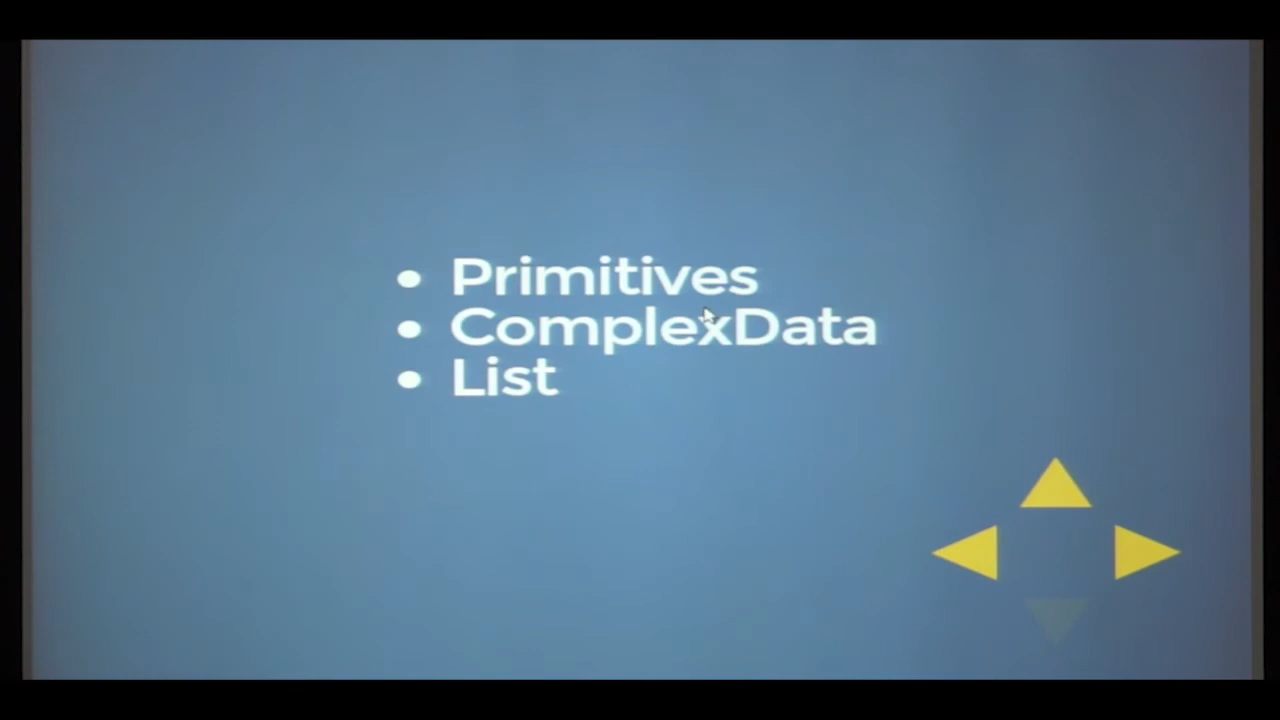 • Primitives
• ComplexData
• List